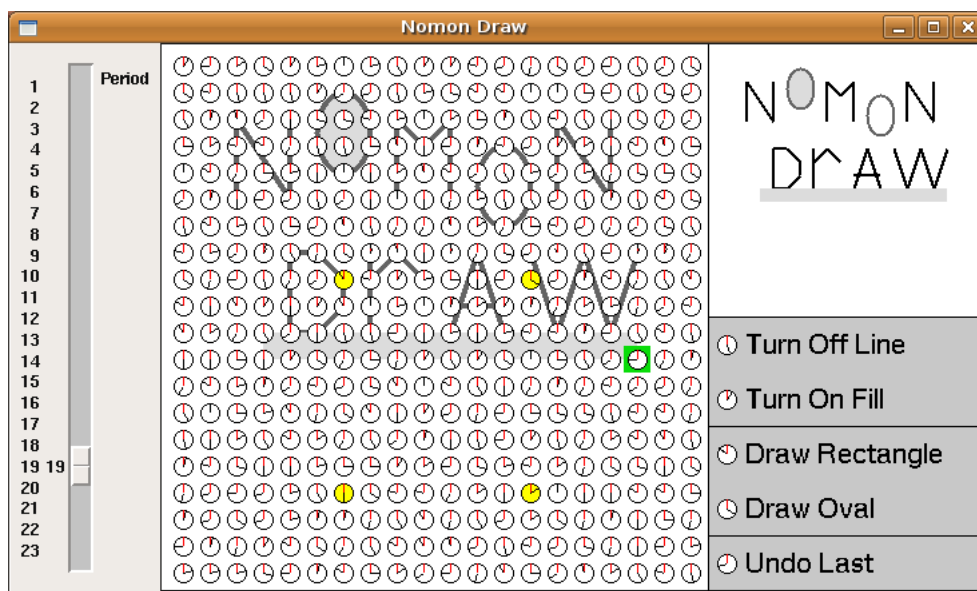 Nomon Draw
Period
1
2
3
4
5
6
7
8
9
10
11
12
13
14
15
16
17
18
19 19
20
21
22
23
NOMON
DrAW
NOMON
DrAW
Turn Off Line
Turn On Fill
Draw Rectangle
Draw Oval
Undo Last